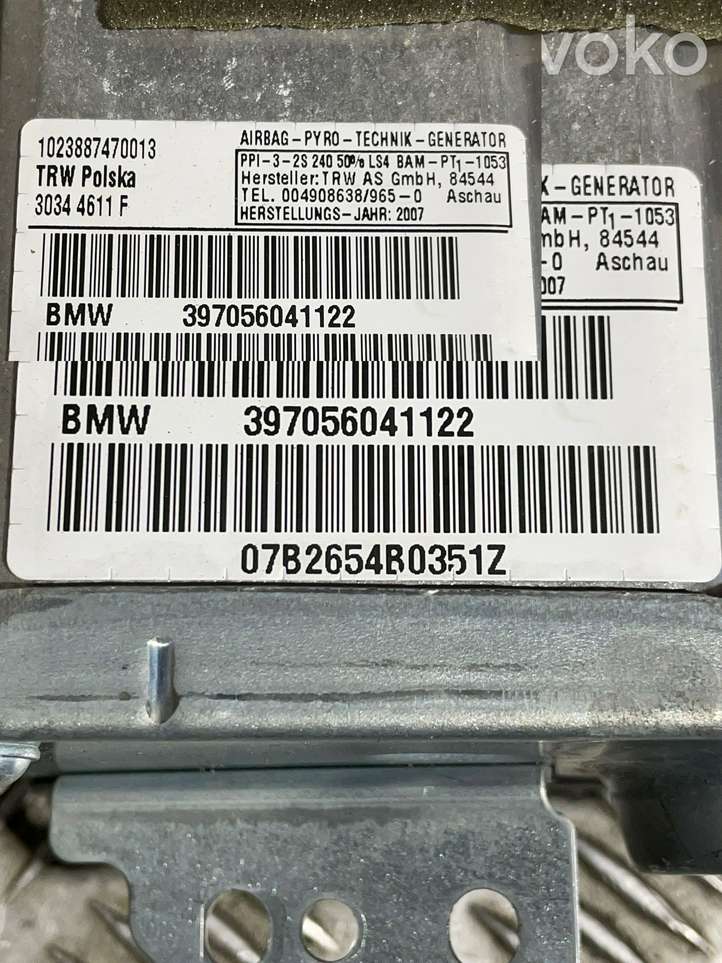 voko
1023887470013
TRW Polska
3034 4611 F
AIRBAG-PYRO-TECHNIK-GENERATOR
PPI-3-2S 240 50% LS4 BAM-PT1-1053
Hersteller: TRW AS GmbH, 84544
TEL. 004908638/965-0 Aschau
HERSTELLUNGS-JAHR: 2007
BMW 397056041122
K-GENERATOR
AM-PT1-1053
mbH, 84544
-0 Aschau
007
BMW 397056041122
07B2654B0351Z